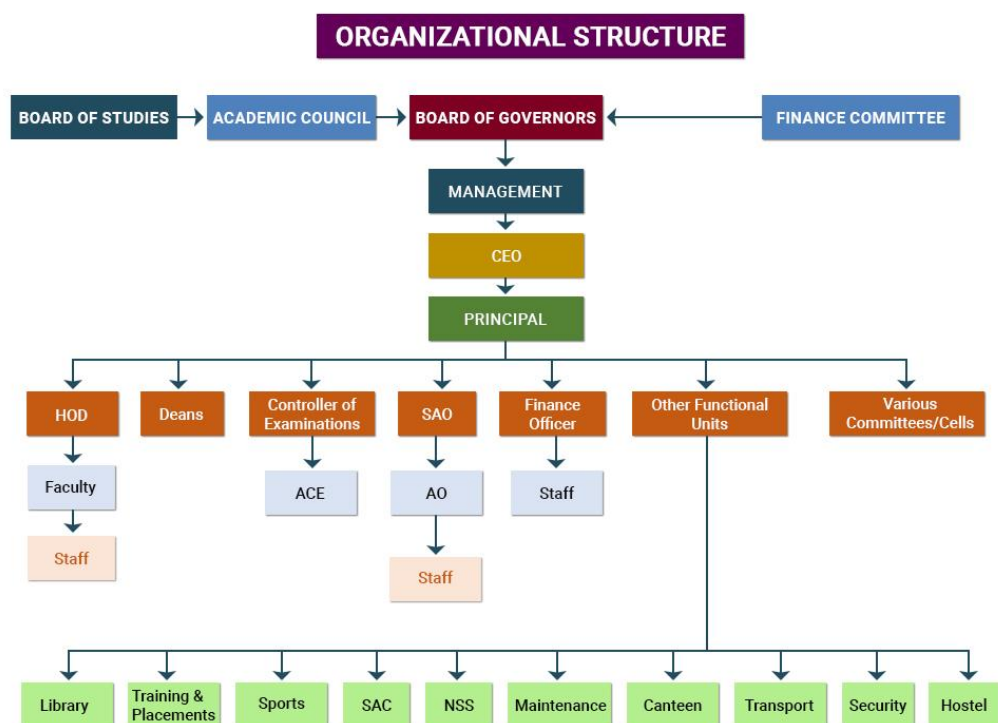 ORGANIZATIONAL STRUCTURE
BOARD OF STUDIES
ACADEMIC COUNCIL
BOARD OF GOVERNORS
FINANCE COMMITTEE
MANAGEMENT
CEO
PRINCIPAL
HOD
Deans
Controller of
Examinations
SAO
Finance
Officer
Other Functional
Units
Various
Committees/Cells
Faculty
ACE
AO
Staff
Staff
Staff
Library
Training &
Placements
Sports
SAC
NSS
Maintenance
Canteen
Transport
Security
Hostel